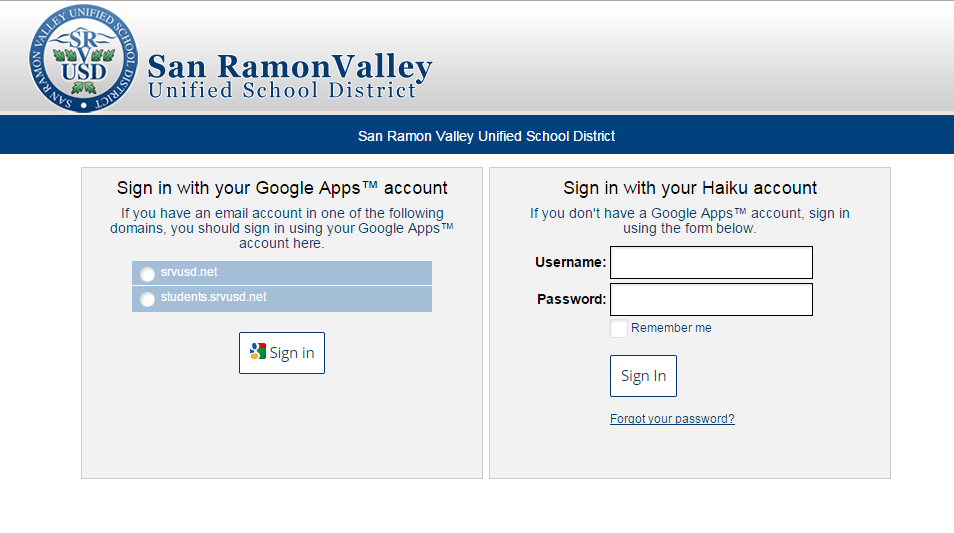 SAN RAMON VALLEY UNIFIED SCHOOL DISTRICT
SR
V
USD
San RamonValley
Unified School District
San Ramon Valley Unified School District
Sign in with your Google Apps™ account
If you have an email account in one of the following
domains, you should sign in using your Google Apps™
account here.
srvusd.net
students.srvusd.net
Sign in
Sign in with your Haiku account
If you don't have a Google Apps™ account, sign in
using the form below.
Username:
Password:
Remember me
Sign In
Forgot your password?